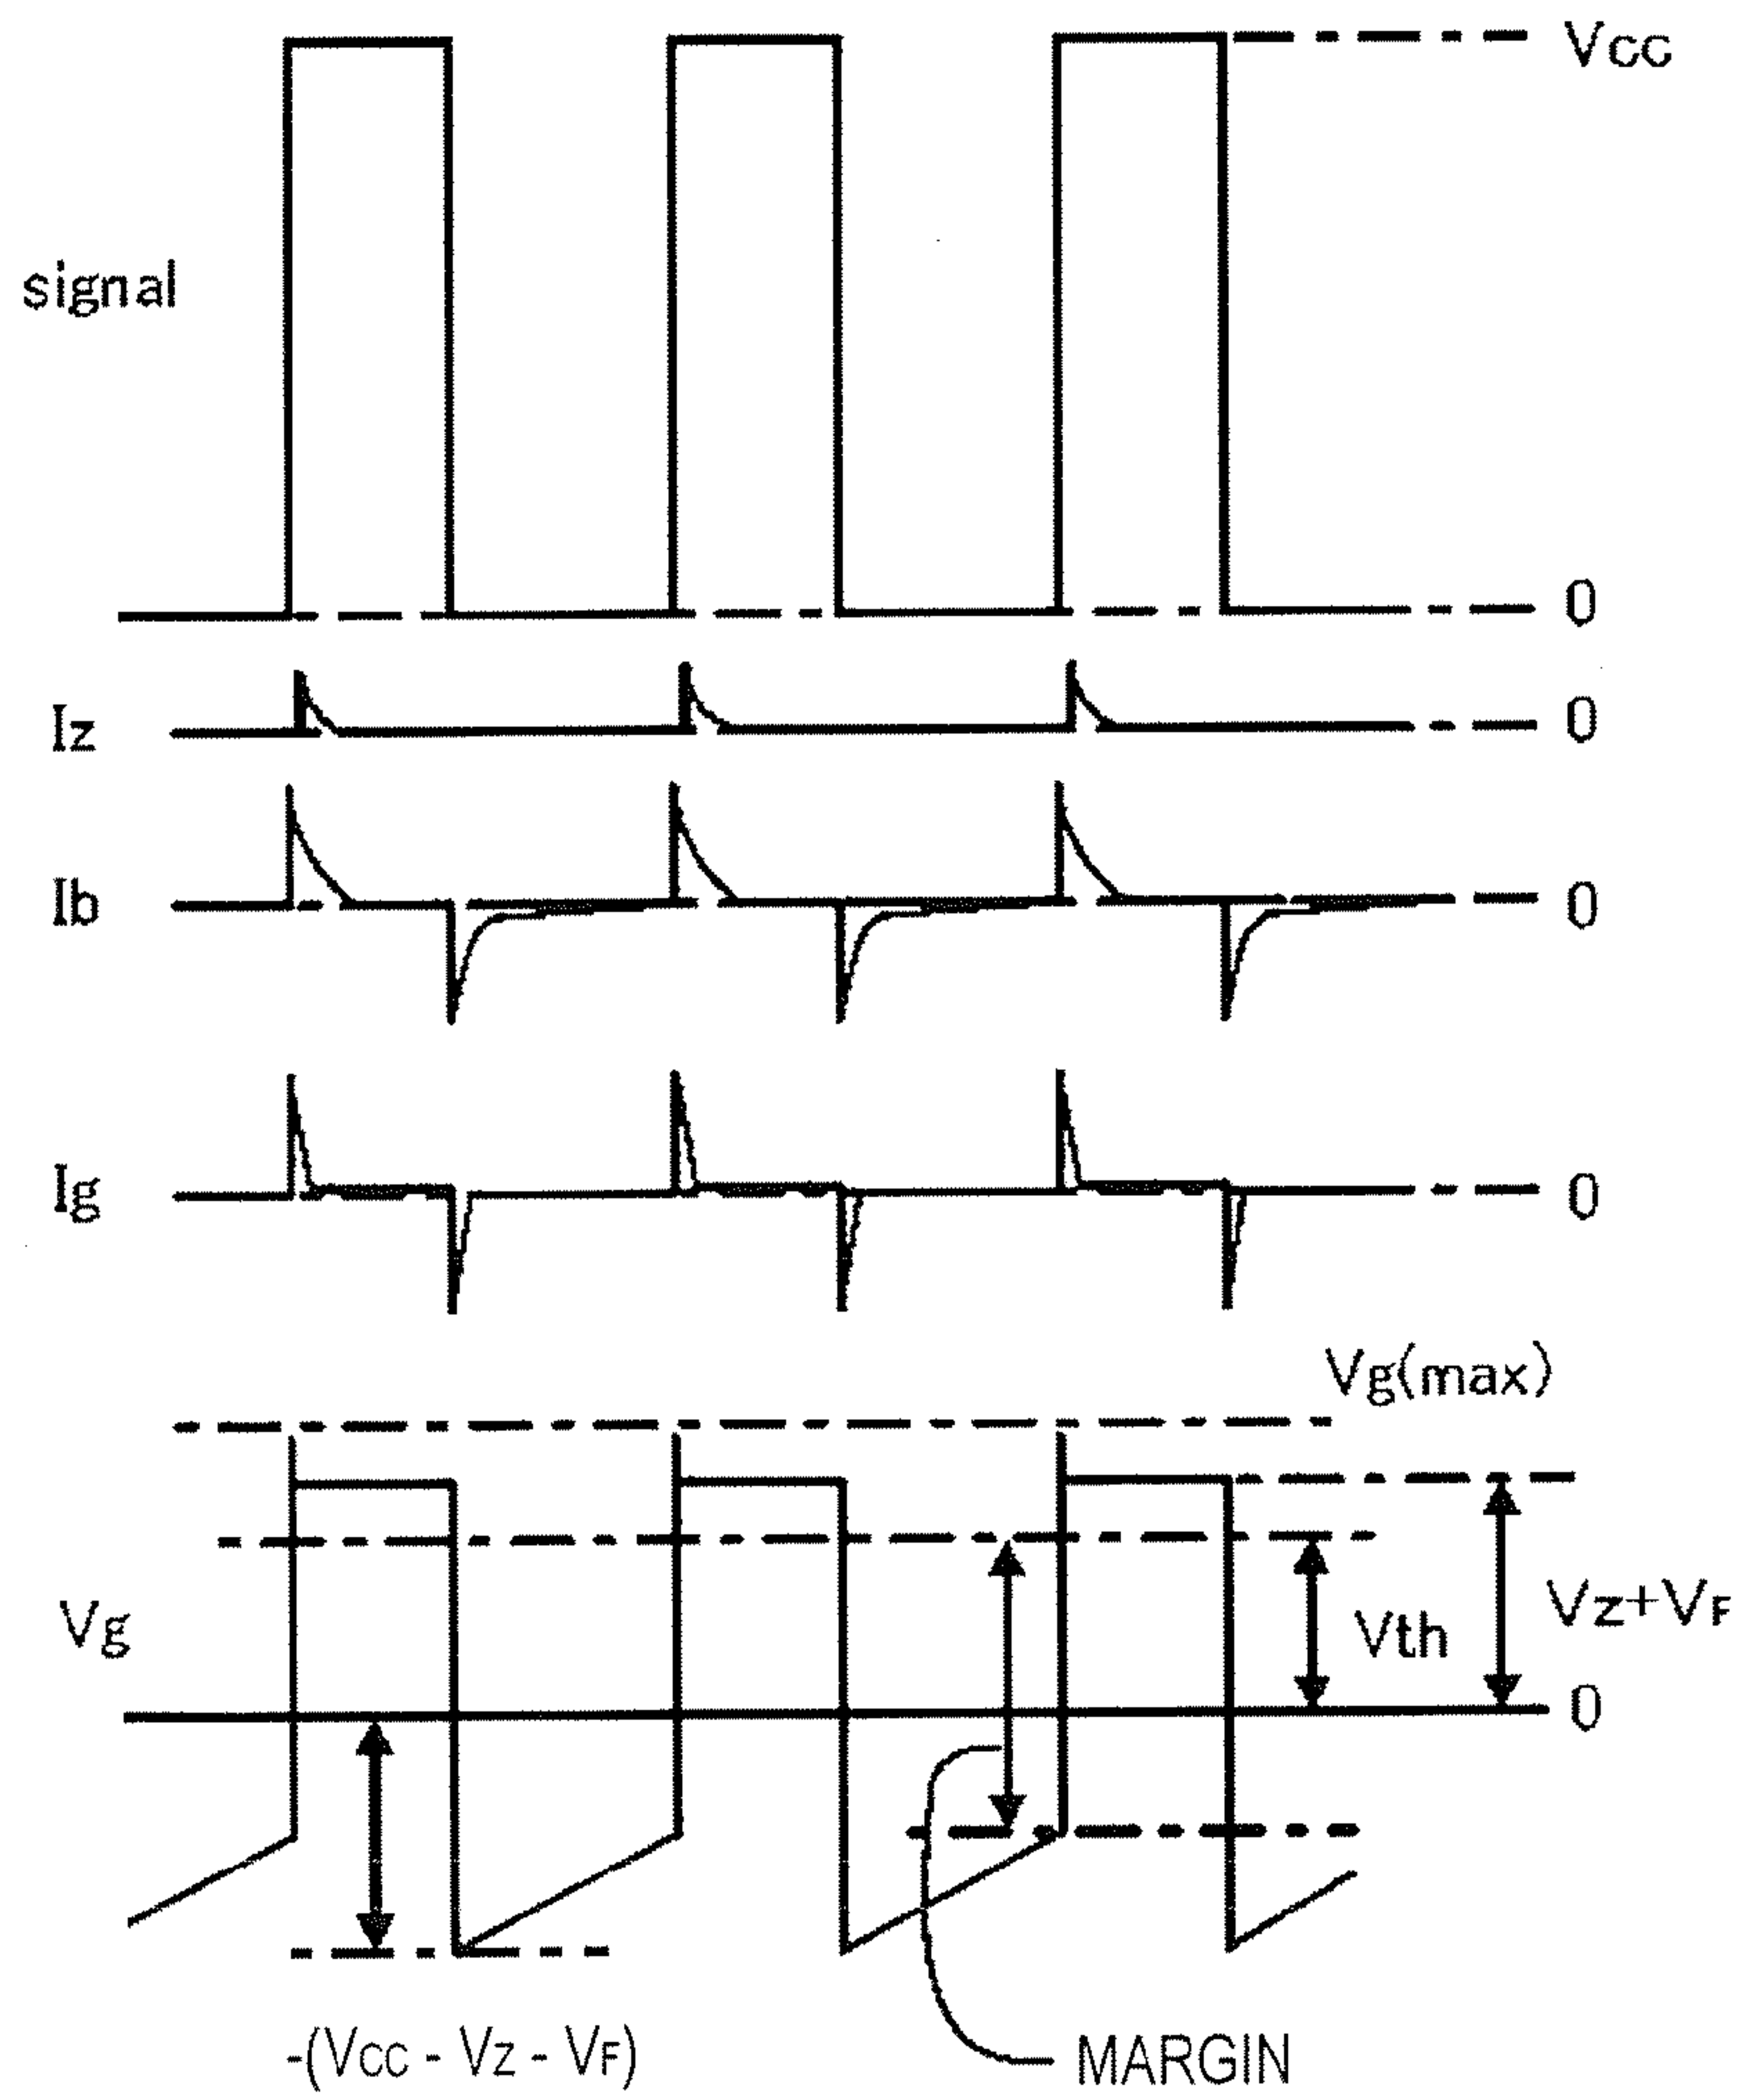 VCC
signal
0
Iz
0
Ib
0
Ig
0
Vg(max)
Vg
Vth
VZ+VF
0
-(VCC - VZ - VF)
MARGIN